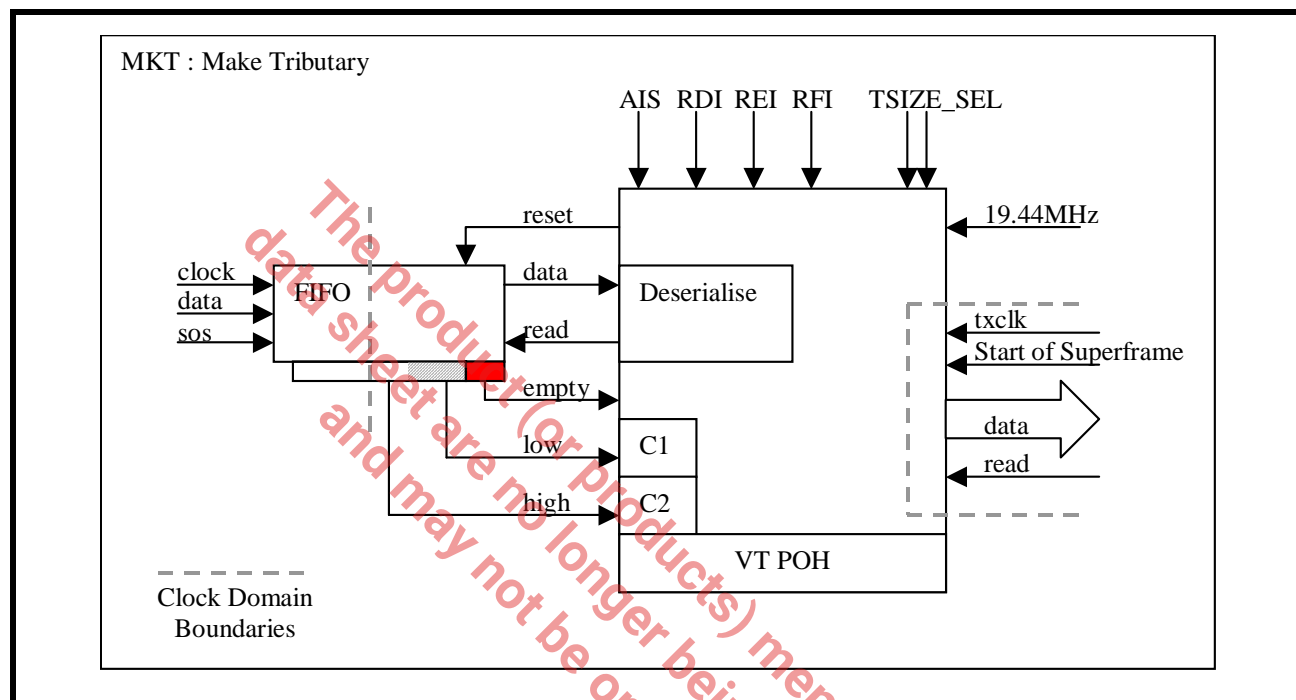 MKT : Make Tributary
AIS RDI REI RFI TSIZE_SEL
reset
19.44MHz
clock
data
sos
FIFO
data
read
Deserialise
txclk
Start of Superframe
data
read
empty
low
high
C1
C2
VT POH
Clock Domain
Boundaries
The product (or products) men
data sheet are no longer bein
and may not be or